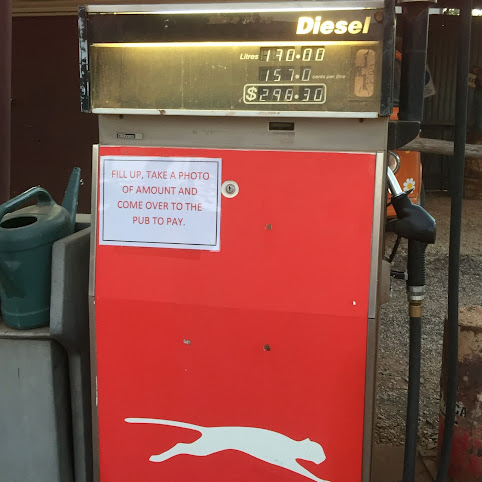 Diesel
Litres 190.00
157.0 cents per litre
$ 298.30
FILL UP, TAKE A PHOTO
OF AMOUNT AND
COME OVER TO THE
PUB TO PAY.